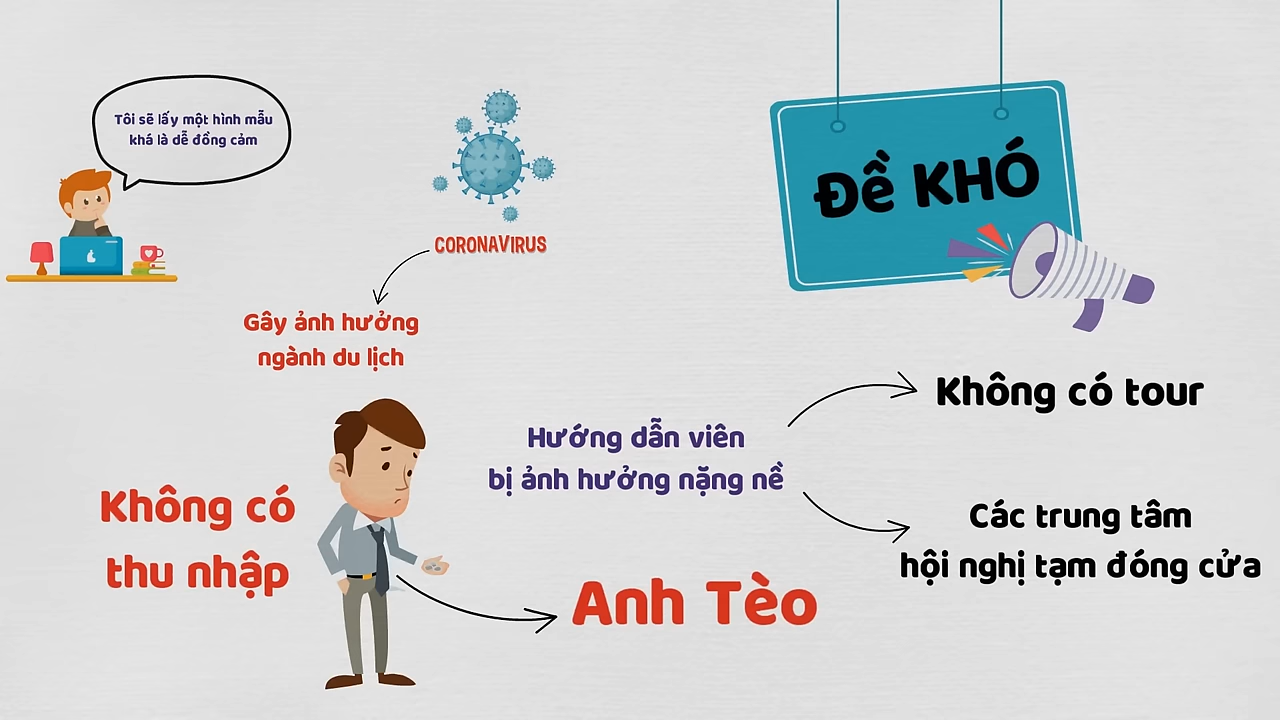 Tôi sẽ lấy một hình mẫu
khá là dễ đồng cảm
CORONAVIRUS
ĐỀ KHÓ
Gây ảnh hưởng
ngành du lịch
Hướng dẫn viên
bị ảnh hưởng nặng nề
Không có tour
Các trung tâm
hội nghị tạm đóng cửa
Không có
thu nhập
Anh Tèo